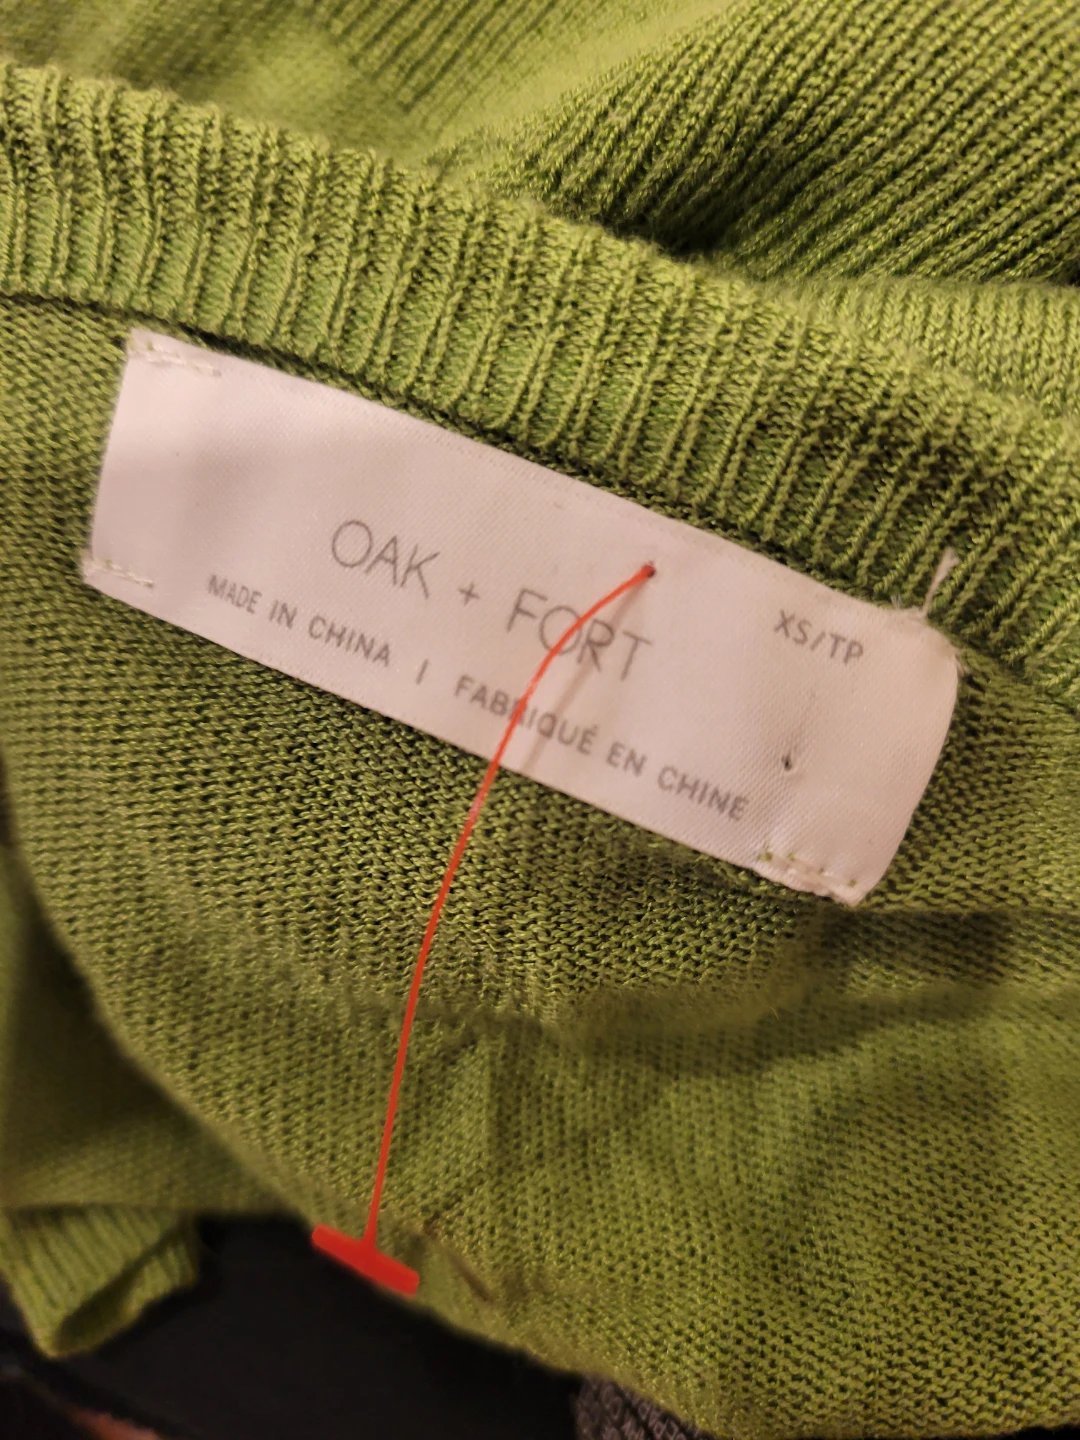 OAK + FORT
XS/TP
MADE IN CHINA | FABRIQUÉ EN CHINE